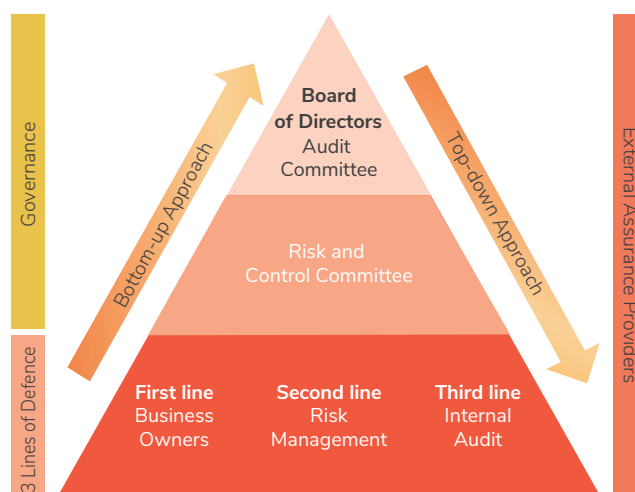 Governance
3 Lines of Defence
Bottom-up Approach
Board
of Directors
Audit
Committee
Risk and
Control Committee
First line
Business
Owners
Second line
Risk
Management
Third line
Internal
Audit
Top-down Approach
External Assurance Providers